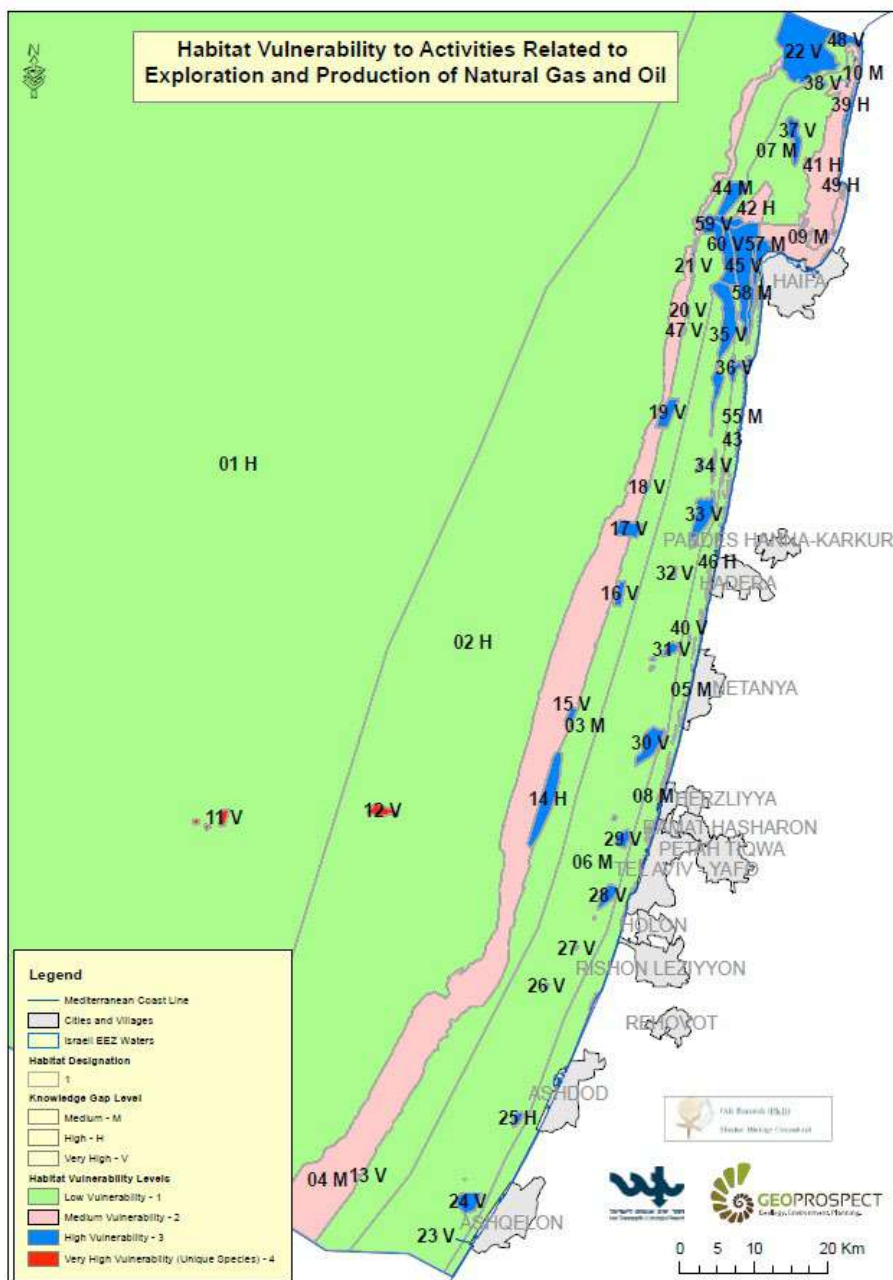 Habitat Vulnerability to Activities Related to
Exploration and Production of Natural Gas and Oil
N
48 V
22 V
10 M
38 V
39 H
37 V
07 M
41 H
49 H
44 M
42 H
59 V
09 M
60 V
57 M
21 V
45 V
HAIFA
58 M
20 V
47 V
35 V
36 V
19 V
55 M
43
01 H
34 V
18 V
33 V
17 V
PARDES HANNA-KARKUR
46 H
32 V
HADERA
16 V
40 V
02 H
31 V
05 M
NETANYA
15 V
03 M
30 V
14 H
08 M
HERZLIYYA
11 V
12 V
RAMAT HASHARON
29 V
PETAH TIQWA
06 M
TEL AVIV - YAFO
28 V
HOLON
27 V
RISHON LEZIYYON
26 V
REHOVOT
ASHDOD
25 H
04 M
13 V
24 V
ASHQELON
23 V
Legend
Mediterranean Coast Line
Cities and Villages
Israeli EEZ Waters
Habitat Designation
1
Knowledge Gap Level
Medium - M
High - H
Very High - V
Habitat Vulnerability Levels
Low Vulnerability - 1
Medium Vulnerability - 2
High Vulnerability - 3
Very High Vulnerability (Unique Species) - 4
GEOPROSPECT
Geology, Environment, Planning.
0 5 10 20 Km